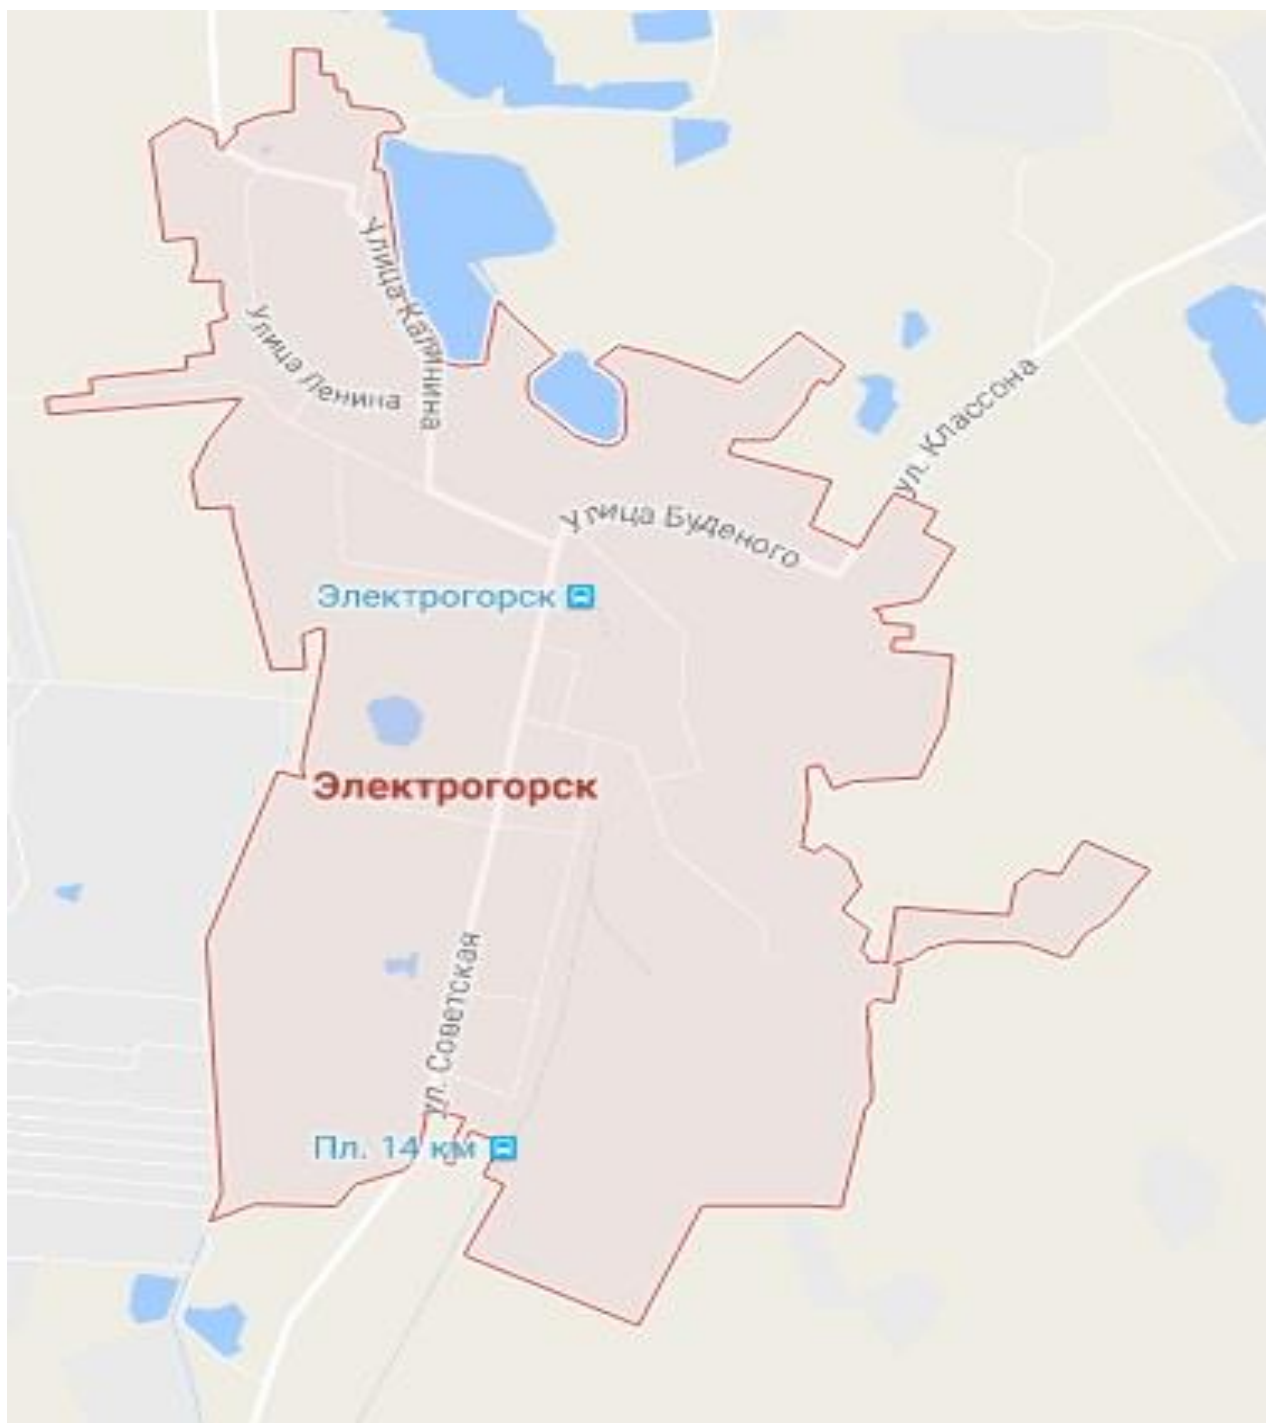 Улица Калинина
Улица Ленина
ул. Классона
Улица Буденого
Электрогорск
Электрогорск
ул. Советская
Пл. 14 км